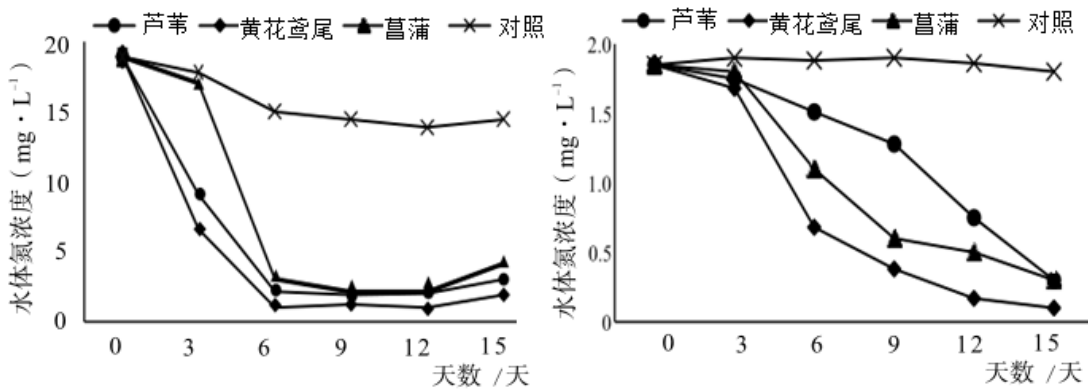 芦苇 黄花鸢尾 菖蒲 对照
20
15
10
5
0
水体氮浓度（mg·L⁻¹）
0 3 6 9 12 15
天数 /天
芦苇 黄花鸢尾 菖蒲 对照
2.0
1.5
1.0
0.5
0
水体氮浓度（mg·L⁻¹）
0 3 6 9 12 15
天数 /天